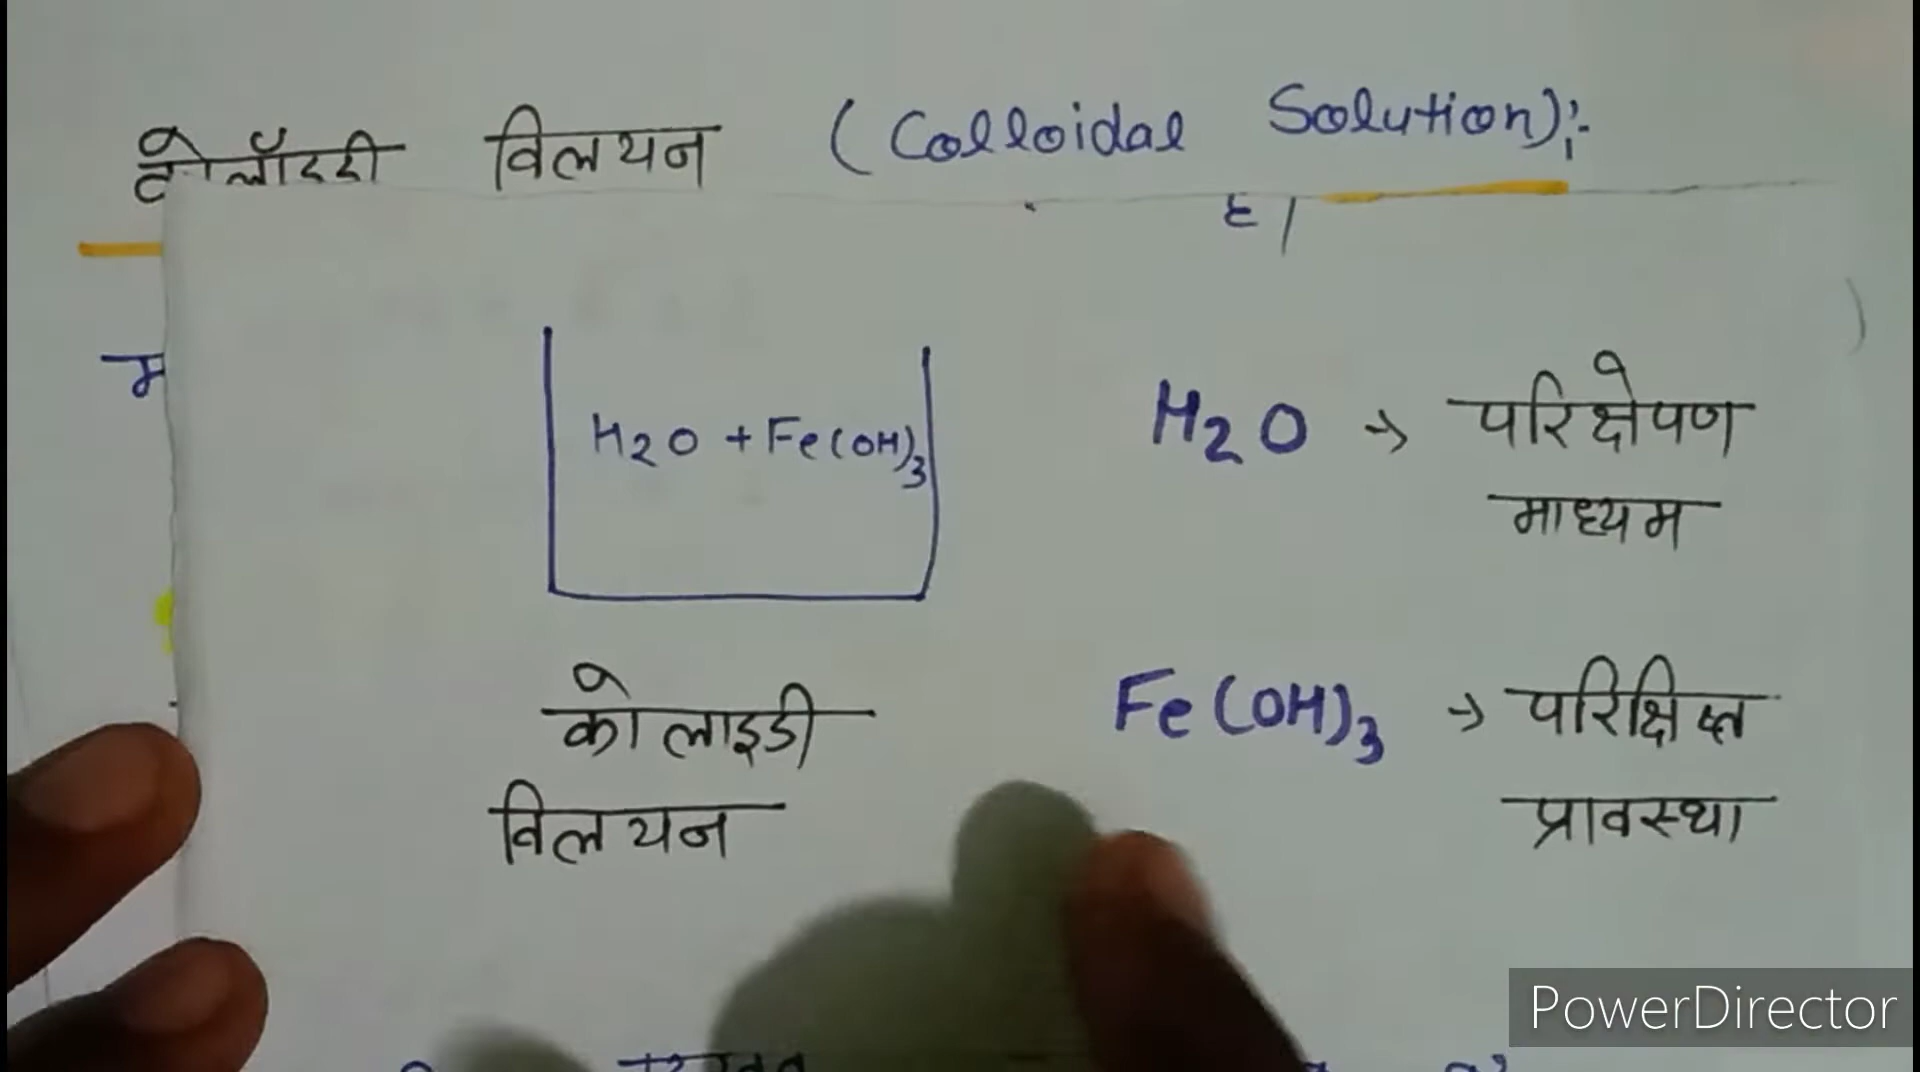 कोलॉइडी विलयन (Colloidal Solution):-
H2O + Fe(OH)3
H2O → परिक्षेपण
माध्यम
कोलाइडी
विलयन
Fe(OH)3 → परिक्षिप्त
प्रावस्था
PowerDirector